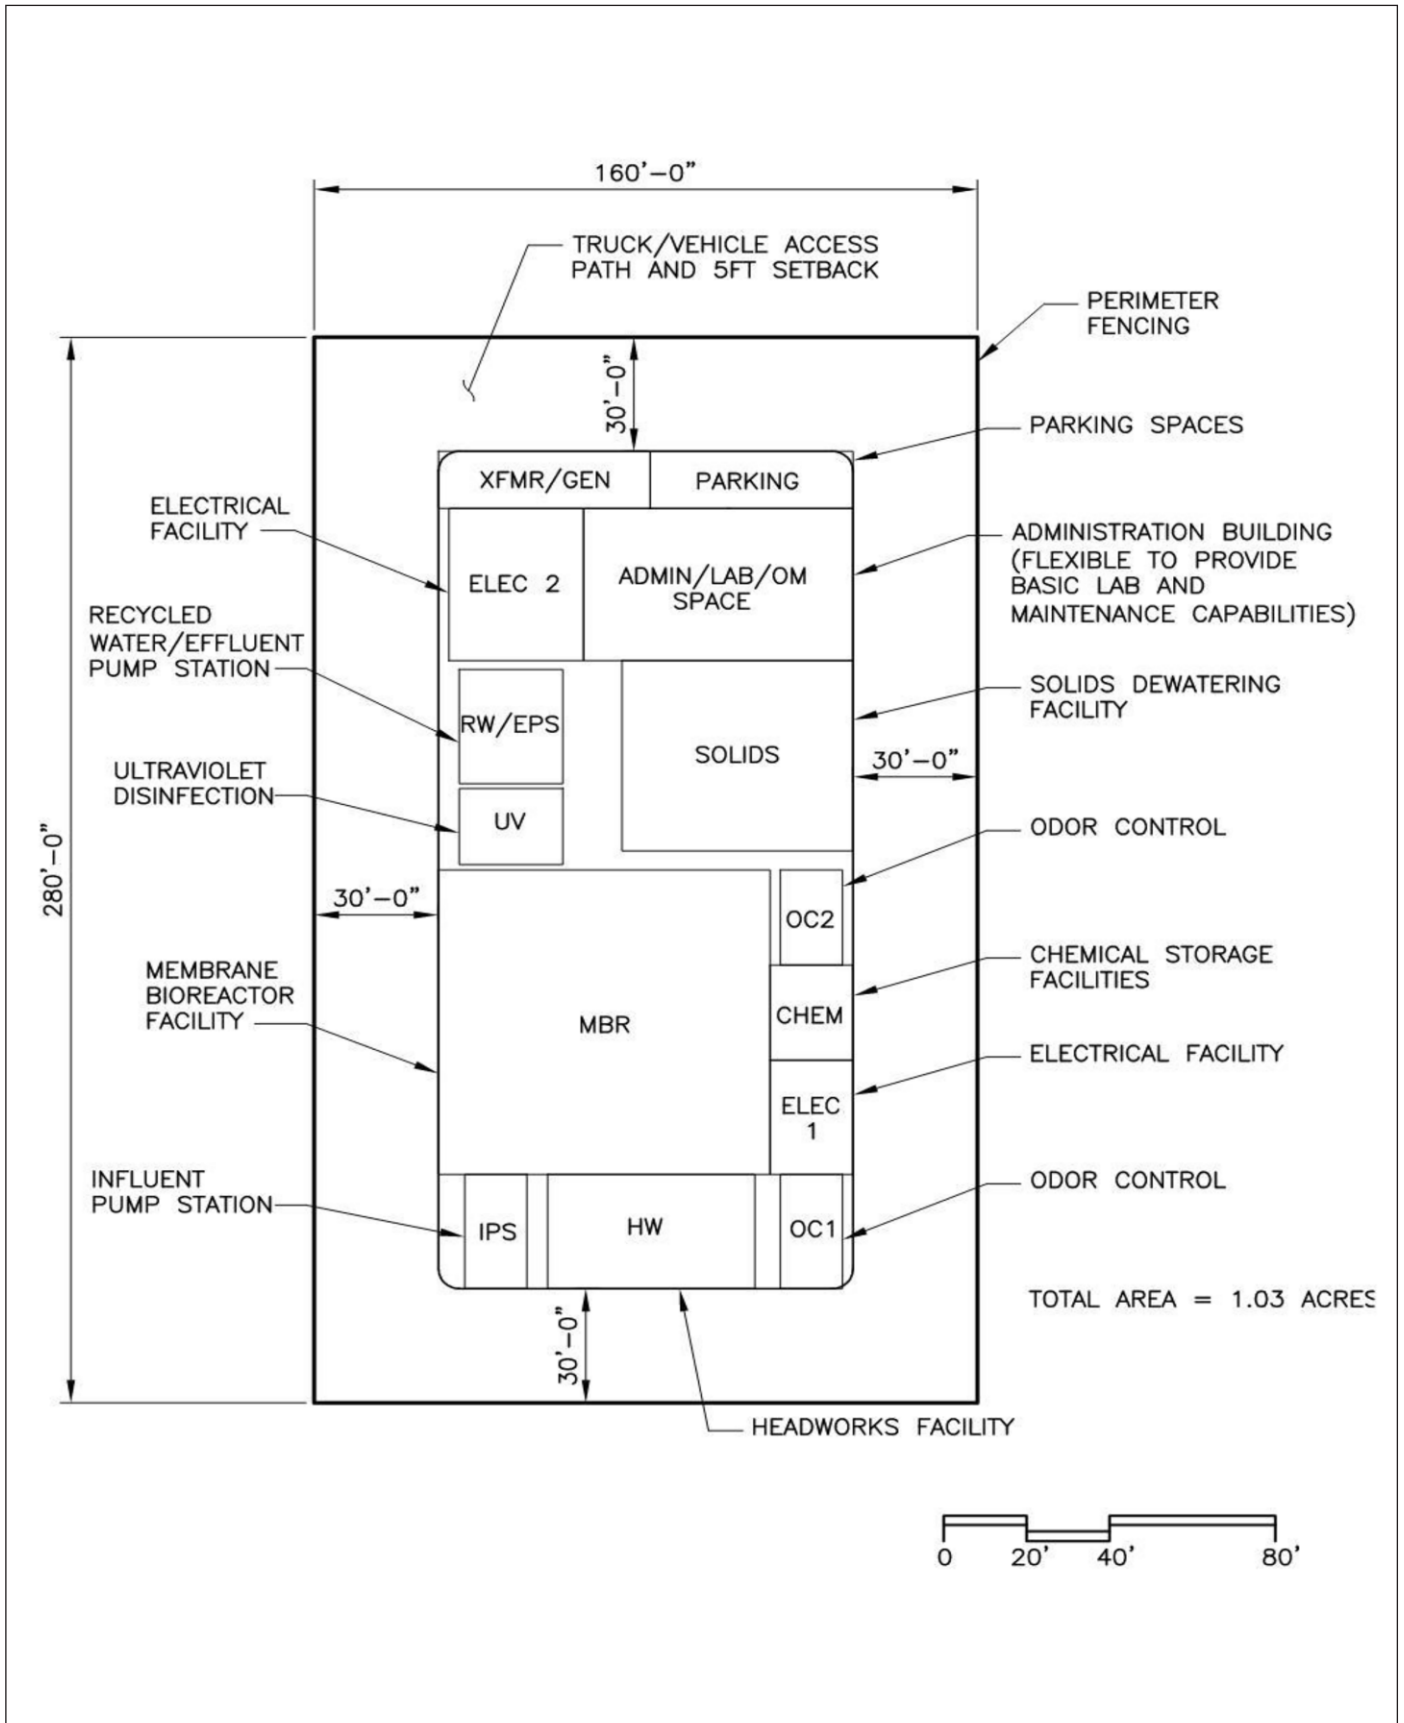 160'-0"
TRUCK/VEHICLE ACCESS
PATH AND 5FT SETBACK
PERIMETER
FENCING
30'-0"
PARKING SPACES
XFMR/GEN
PARKING
ELECTRICAL
FACILITY
ADMINISTRATION BUILDING
(FLEXIBLE TO PROVIDE
BASIC LAB AND
MAINTENANCE CAPABILITIES)
ELEC 2
ADMIN/LAB/OM
SPACE
RECYCLED
WATER/EFFLUENT
PUMP STATION
SOLIDS DEWATERING
FACILITY
RW/EPS
SOLIDS
30'-0"
ULTRAVIOLET
DISINFECTION
UV
ODOR CONTROL
280'-0"
30'-0"
OC2
MEMBRANE
BIOREACTOR
FACILITY
CHEMICAL STORAGE
FACILITIES
MBR
CHEM
ELECTRICAL FACILITY
ELEC
1
INFLUENT
PUMP STATION
ODOR CONTROL
IPS
HW
OC1
TOTAL AREA = 1.03 ACRES
30'-0"
HEADWORKS FACILITY
0 20' 40' 80'